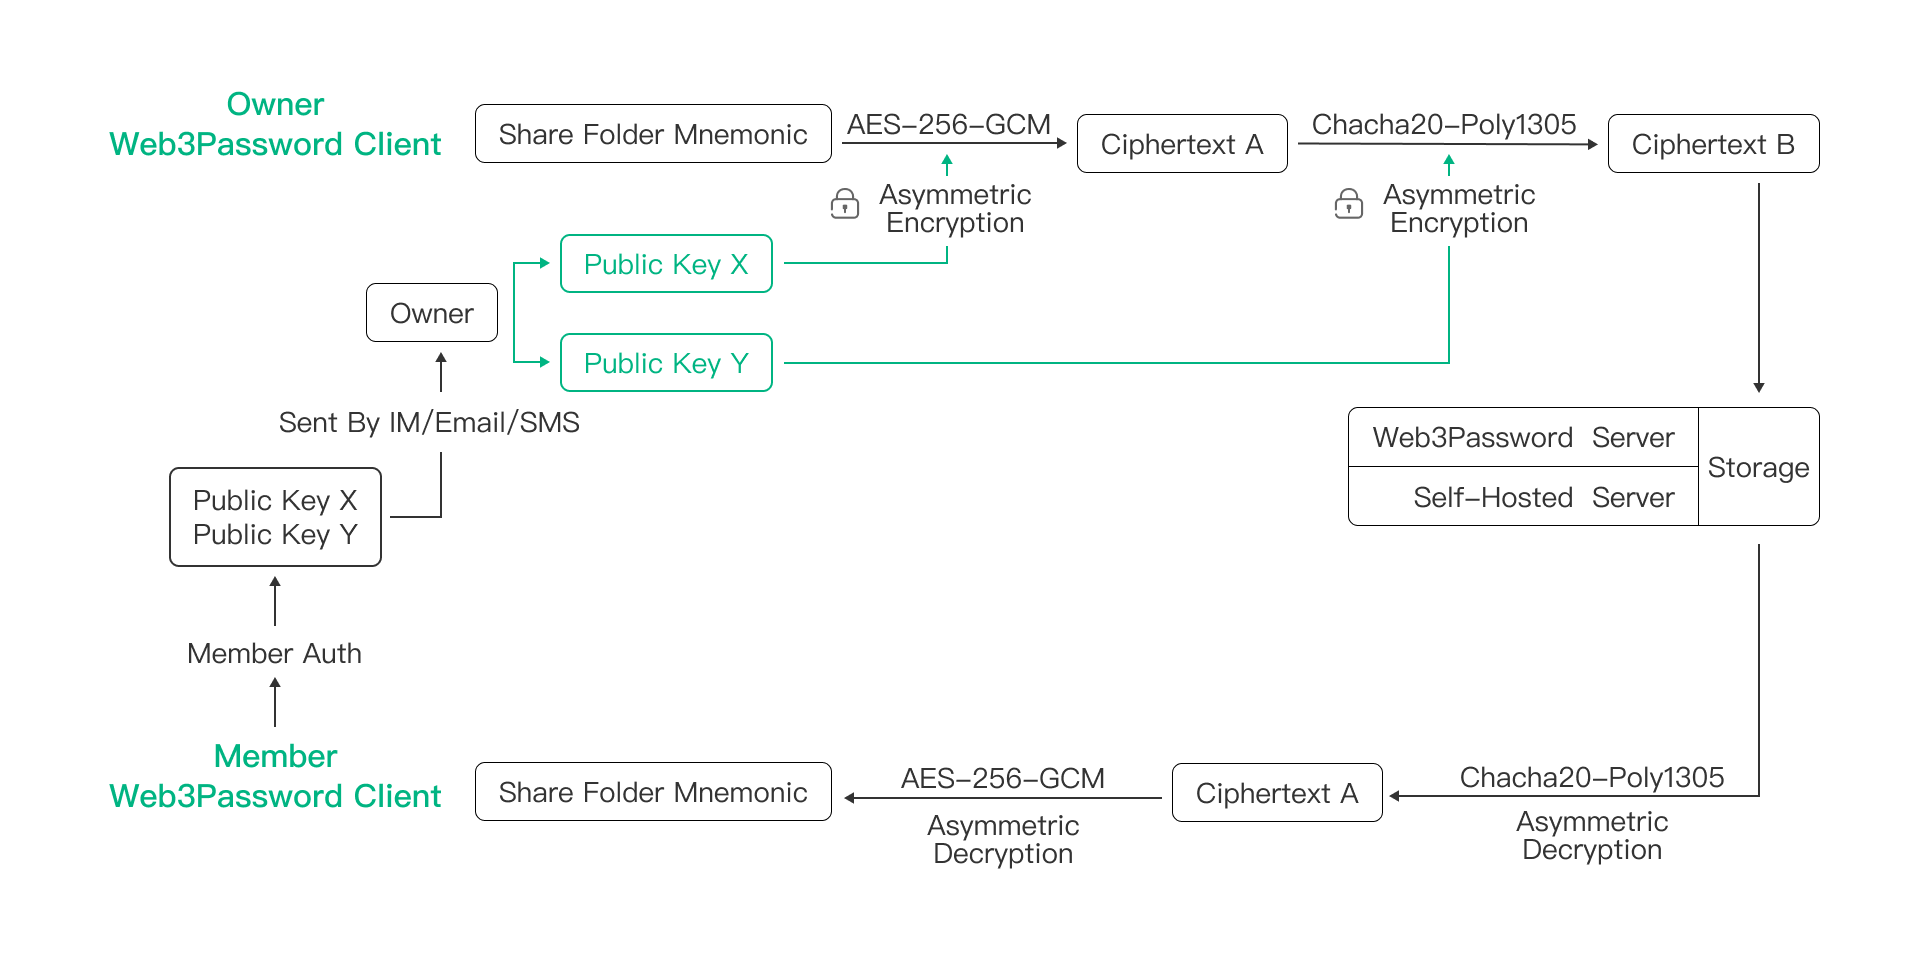 Owner
Web3Password Client
Share Folder Mnemonic
AES-256-GCM
Ciphertext A
Chacha20-Poly1305
Ciphertext B
Asymmetric
Encryption
Asymmetric
Encryption
Public Key X
Owner
Public Key Y
Sent By IM/Email/SMS
Web3Password Server
Self-Hosted Server
Storage
Public Key X
Public Key Y
Member Auth
Member
Web3Password Client
Share Folder Mnemonic
AES-256-GCM
Asymmetric
Decryption
Ciphertext A
Chacha20-Poly1305
Asymmetric
Decryption